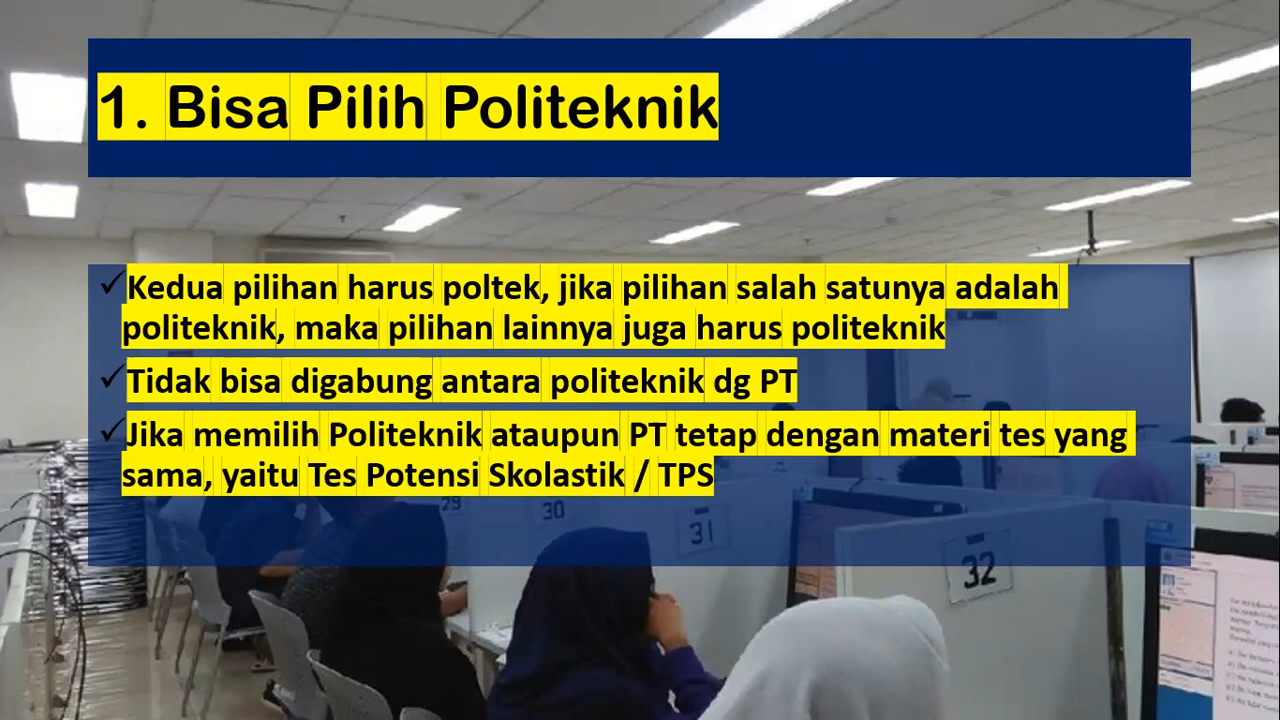 1. Bisa Pilih Politeknik
✓Kedua pilihan harus poltek, jika pilihan salah satunya adalah
politeknik, maka pilihan lainnya juga harus politeknik
✓Tidak bisa digabung antara politeknik dg PT
✓Jika memilih Politeknik ataupun PT tetap dengan materi tes yang
sama, yaitu Tes Potensi Skolastik / TPS
29
30
31
32